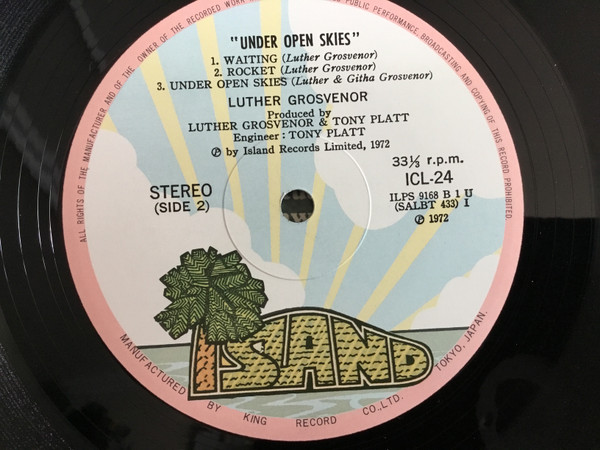 ALL RIGHTS OF THE MANUFACTURER AND OF THE OWNER OF THE RECORDED WORK
PUBLIC PERFORMANCE, BROADCASTING AND COPYING OF THIS RECORD PROHIBITED.
"UNDER OPEN SKIES"
1. WAITING (Luther Grosvenor)
2. ROCKET (Luther Grosvenor)
3. UNDER OPEN SKIES (Luther & Githa Grosvenor)
LUTHER GROSVENOR
Produced by
LUTHER GROSVENOR & TONY PLATT
Engineer: TONY PLATT
℗ by Island Records Limited, 1972
STEREO
(SIDE 2)
33⅓ r.p.m.
ICL-24
ILPS 9168 B 1 U
(SALBT 433) I
℗ 1972
ISLAND
MANUFACTURED BY KING RECORD CO., LTD. TOKYO, JAPAN.